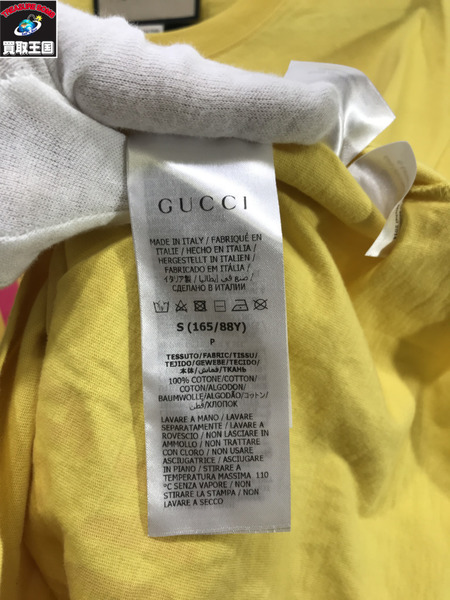 TREASURE MARKET
買取王国
GUCCI
MADE IN ITALY / FABRIQUÉ EN
ITALIE / HECHO EN ITALIA /
HERGESTELLT IN ITALIEN /
FABRICADO EM ITÁLIA /
イタリア製 / صنع في إيطاليا /
СДЕЛАНО В ИТАЛИИ
S (165/88Y)
P
TESSUTO/FABRIC/TISSU/
TEJIDO/GEWEBE/TECIDO/
本体/قماش/ТКАНЬ
100% COTONE/COTTON/
COTON/ALGODON/
BAUMWOLLE/ALGODÃO/コットン/
قطن/ХЛОПОК
LAVARE A MANO / LAVARE
SEPARATAMENTE / LAVARE A
ROVESCIO / NON LASCIARE IN
AMMOLLO / NON TRATTARE
CON CLORO / NON USARE
ASCIUGATRICE / ASCIUGARE
IN PIANO / STIRARE A
TEMPERATURA MASSIMA 110
°C SENZA VAPORE / NON
STIRARE LA STAMPA / NON
LAVARE A SECCO